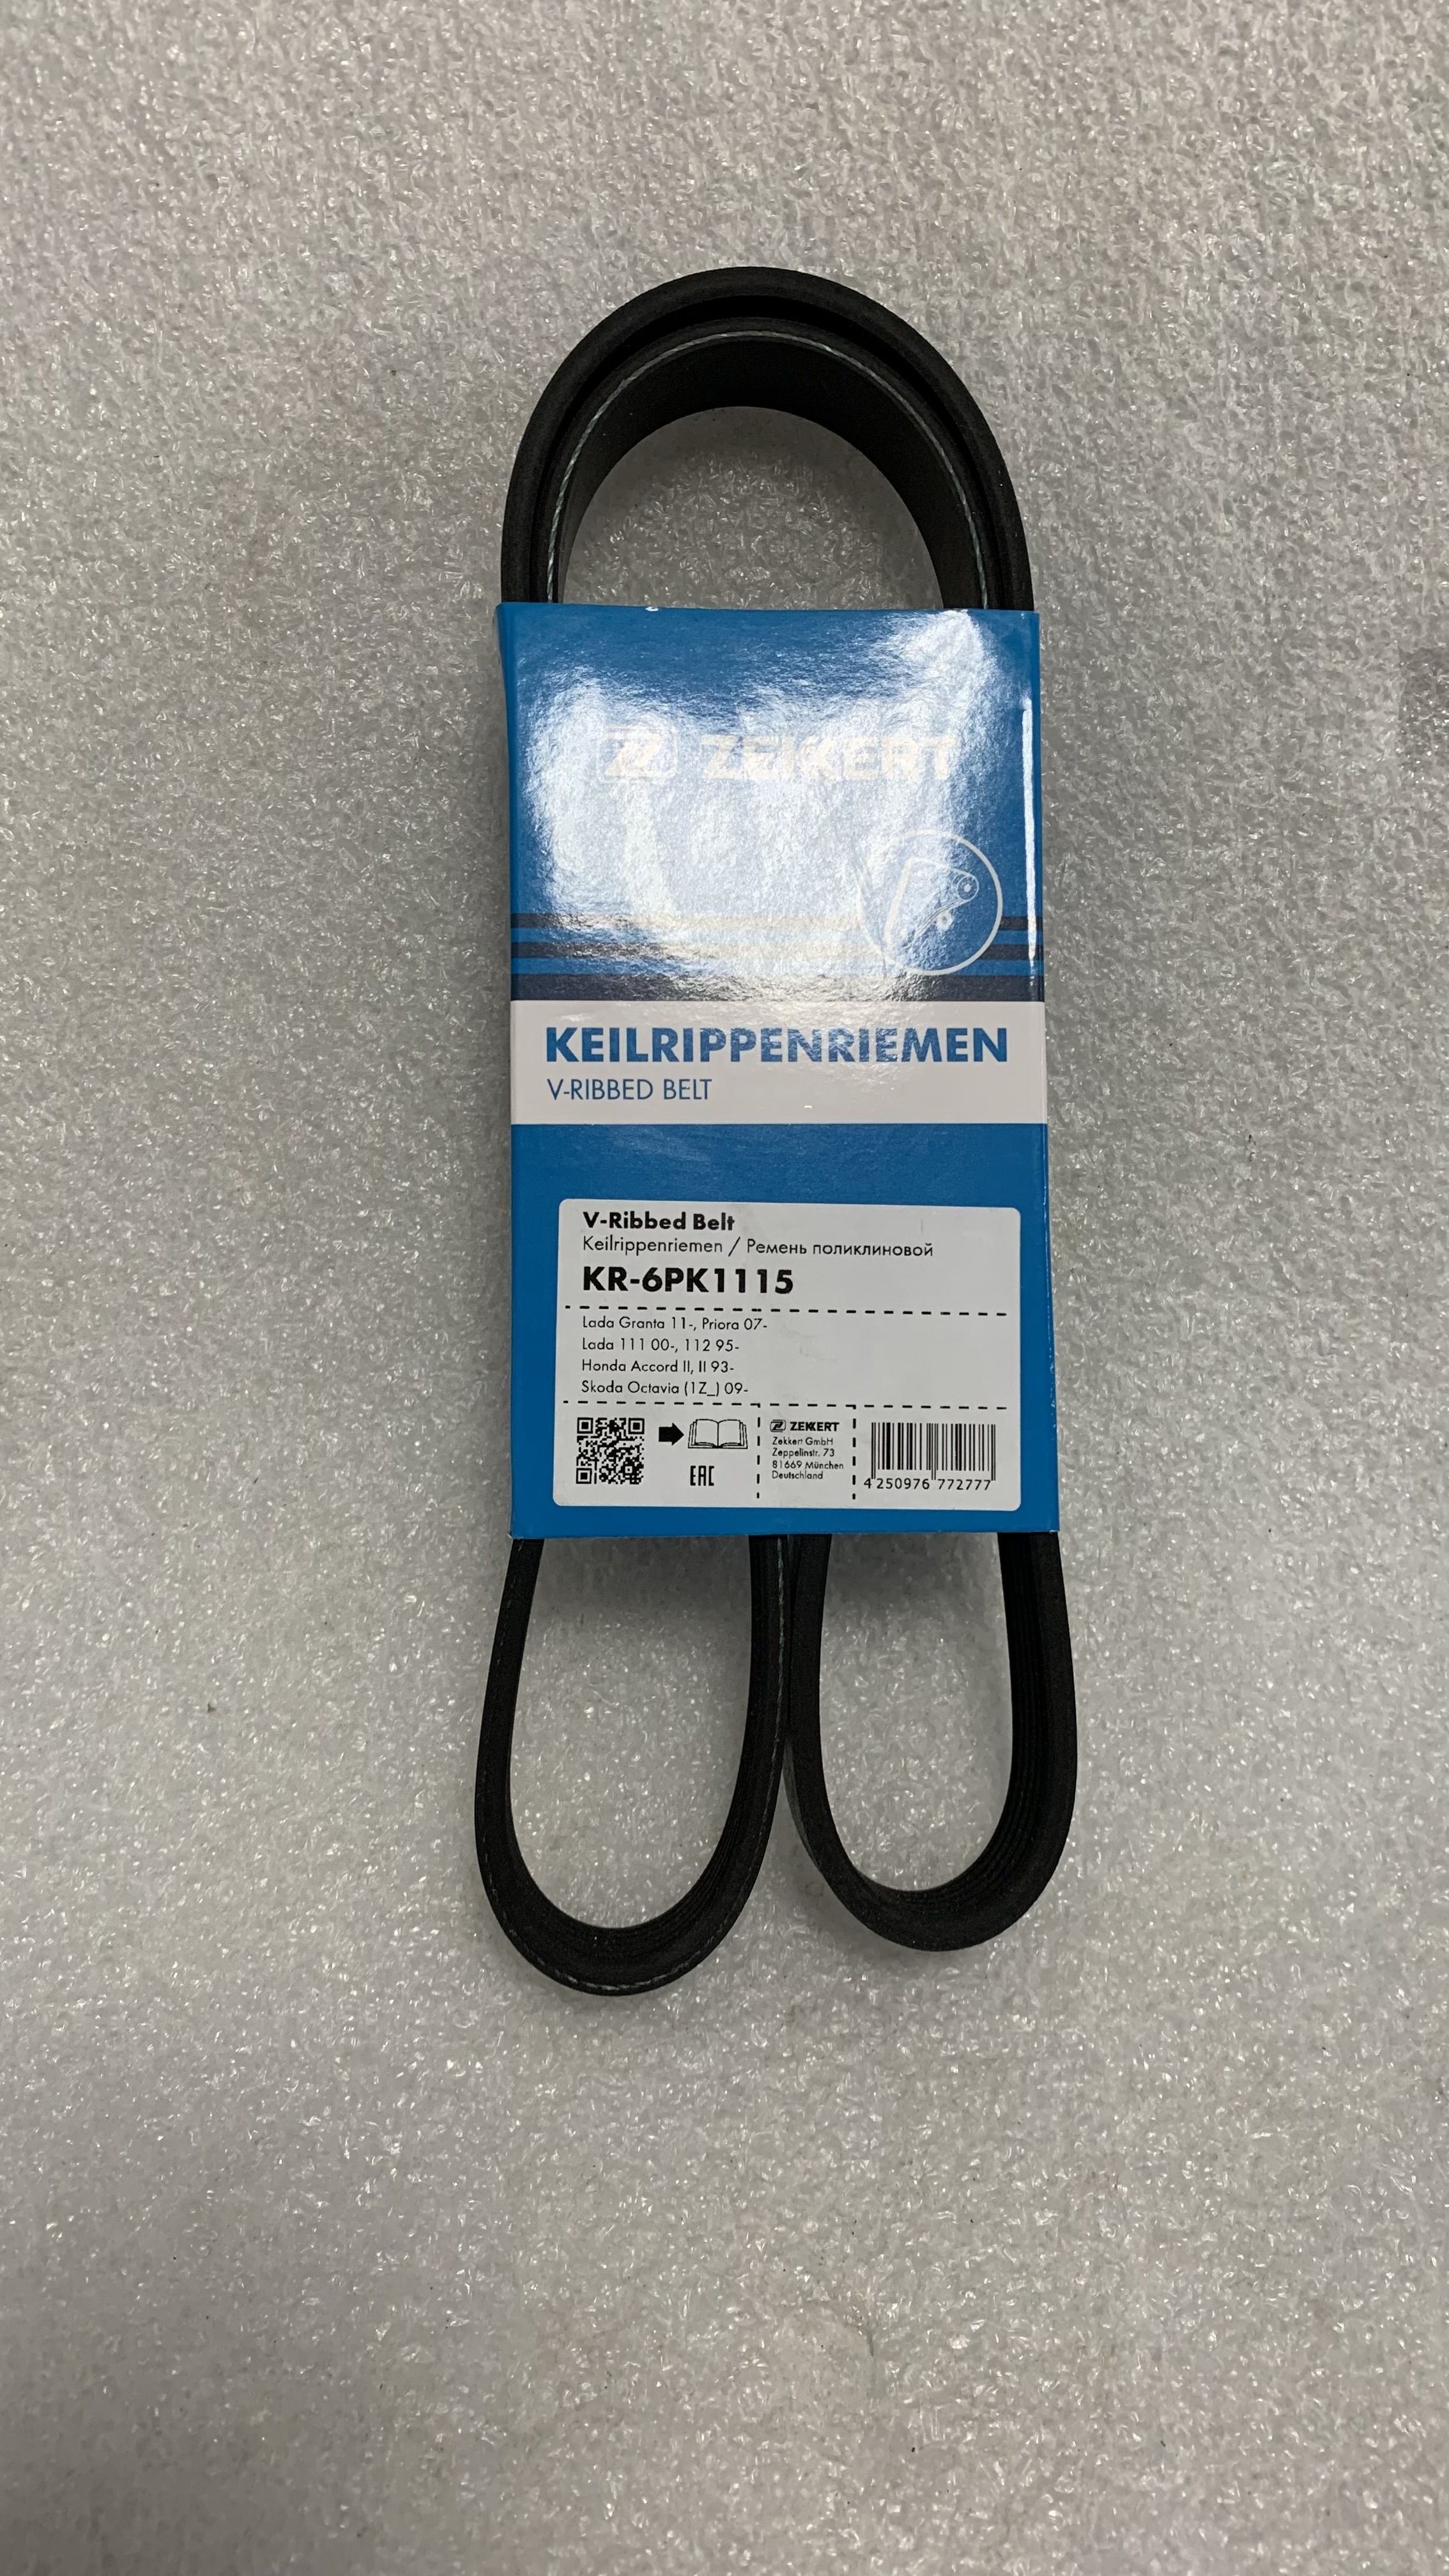 Z ZEKKERT
KEILRIPPENRIEMEN
V-RIBBED BELT
V-Ribbed Belt
Keilrippenriemen / Ремень поликлиновой
KR-6PK1115
Lada Granta 11-, Priora 07-
Lada 111 00-, 112 95-
Honda Accord II, II 93-
Skoda Octavia (1Z_) 09-
EAC
Z ZEKKERT
Zekkert GmbH
Zeppelinstr. 73
81669 München
Deutschland
4 250976 772777